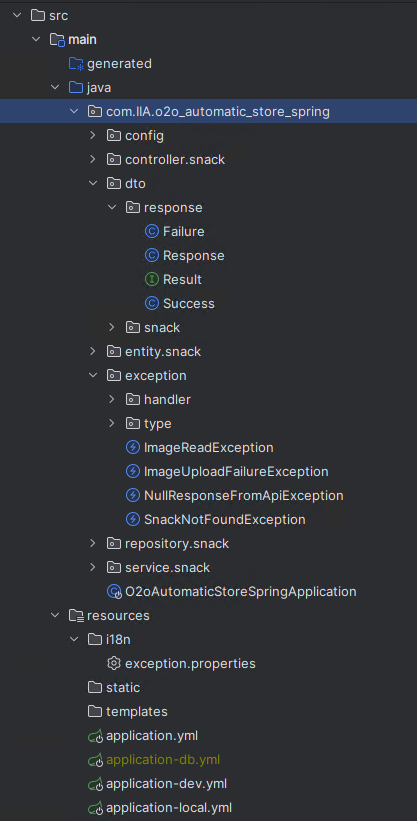 src
main
generated
java
com.IIA.o2o_automatic_store_spring
config
controller.snack
dto
response
Failure
Response
Result
Success
snack
entity.snack
exception
handler
type
ImageReadException
ImageUploadFailureException
NullResponseFromApiException
SnackNotFoundException
repository.snack
service.snack
O2oAutomaticStoreSpringApplication
resources
i18n
exception.properties
static
templates
application.yml
application-db.yml
application-dev.yml
application-local.yml